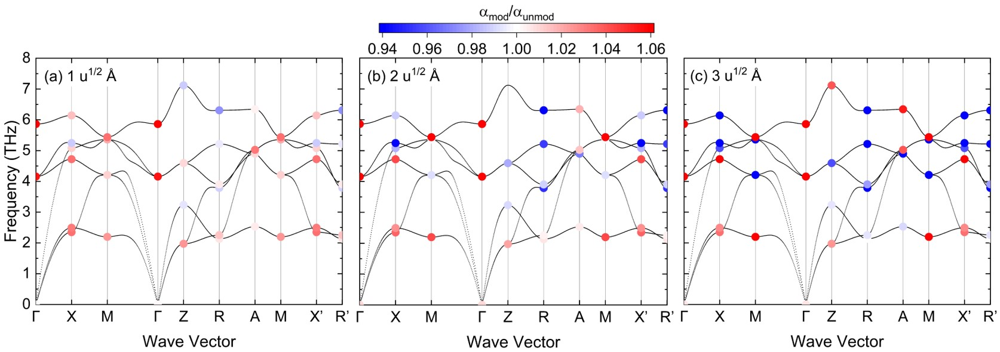 α_mod/α_unmod
0.94 0.96 0.98 1.00 1.02 1.04 1.06
(a) 1 u^1/2 Å
(b) 2 u^1/2 Å
(c) 3 u^1/2 Å
Frequency (THz)
8
7
6
5
4
3
2
1
0
Γ X M Γ Z R A M X' R'
Γ X M Γ Z R A M X' R'
Γ X M Γ Z R A M X' R'
Wave Vector
Wave Vector
Wave Vector